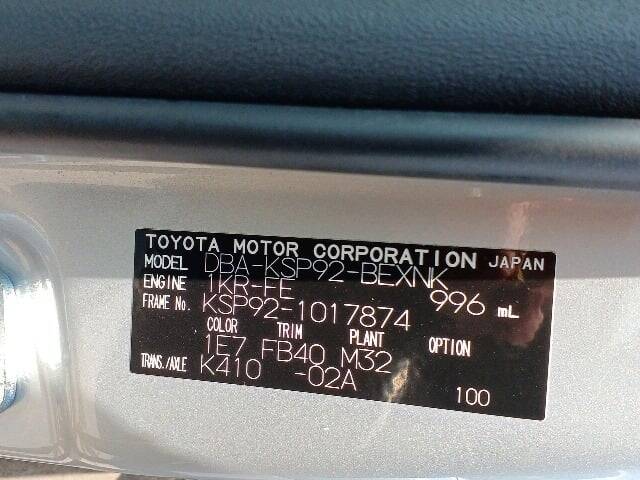 TOYOTA MOTOR CORPORATION JAPAN
MODEL DBA-KSP92-BEXNK
ENGINE 1KR-FE 996 mL
FRAME No. KSP92-1017874
COLOR TRIM PLANT OPTION
1E7 FB40 M32
TRANS./AXLE K410 -02A 100